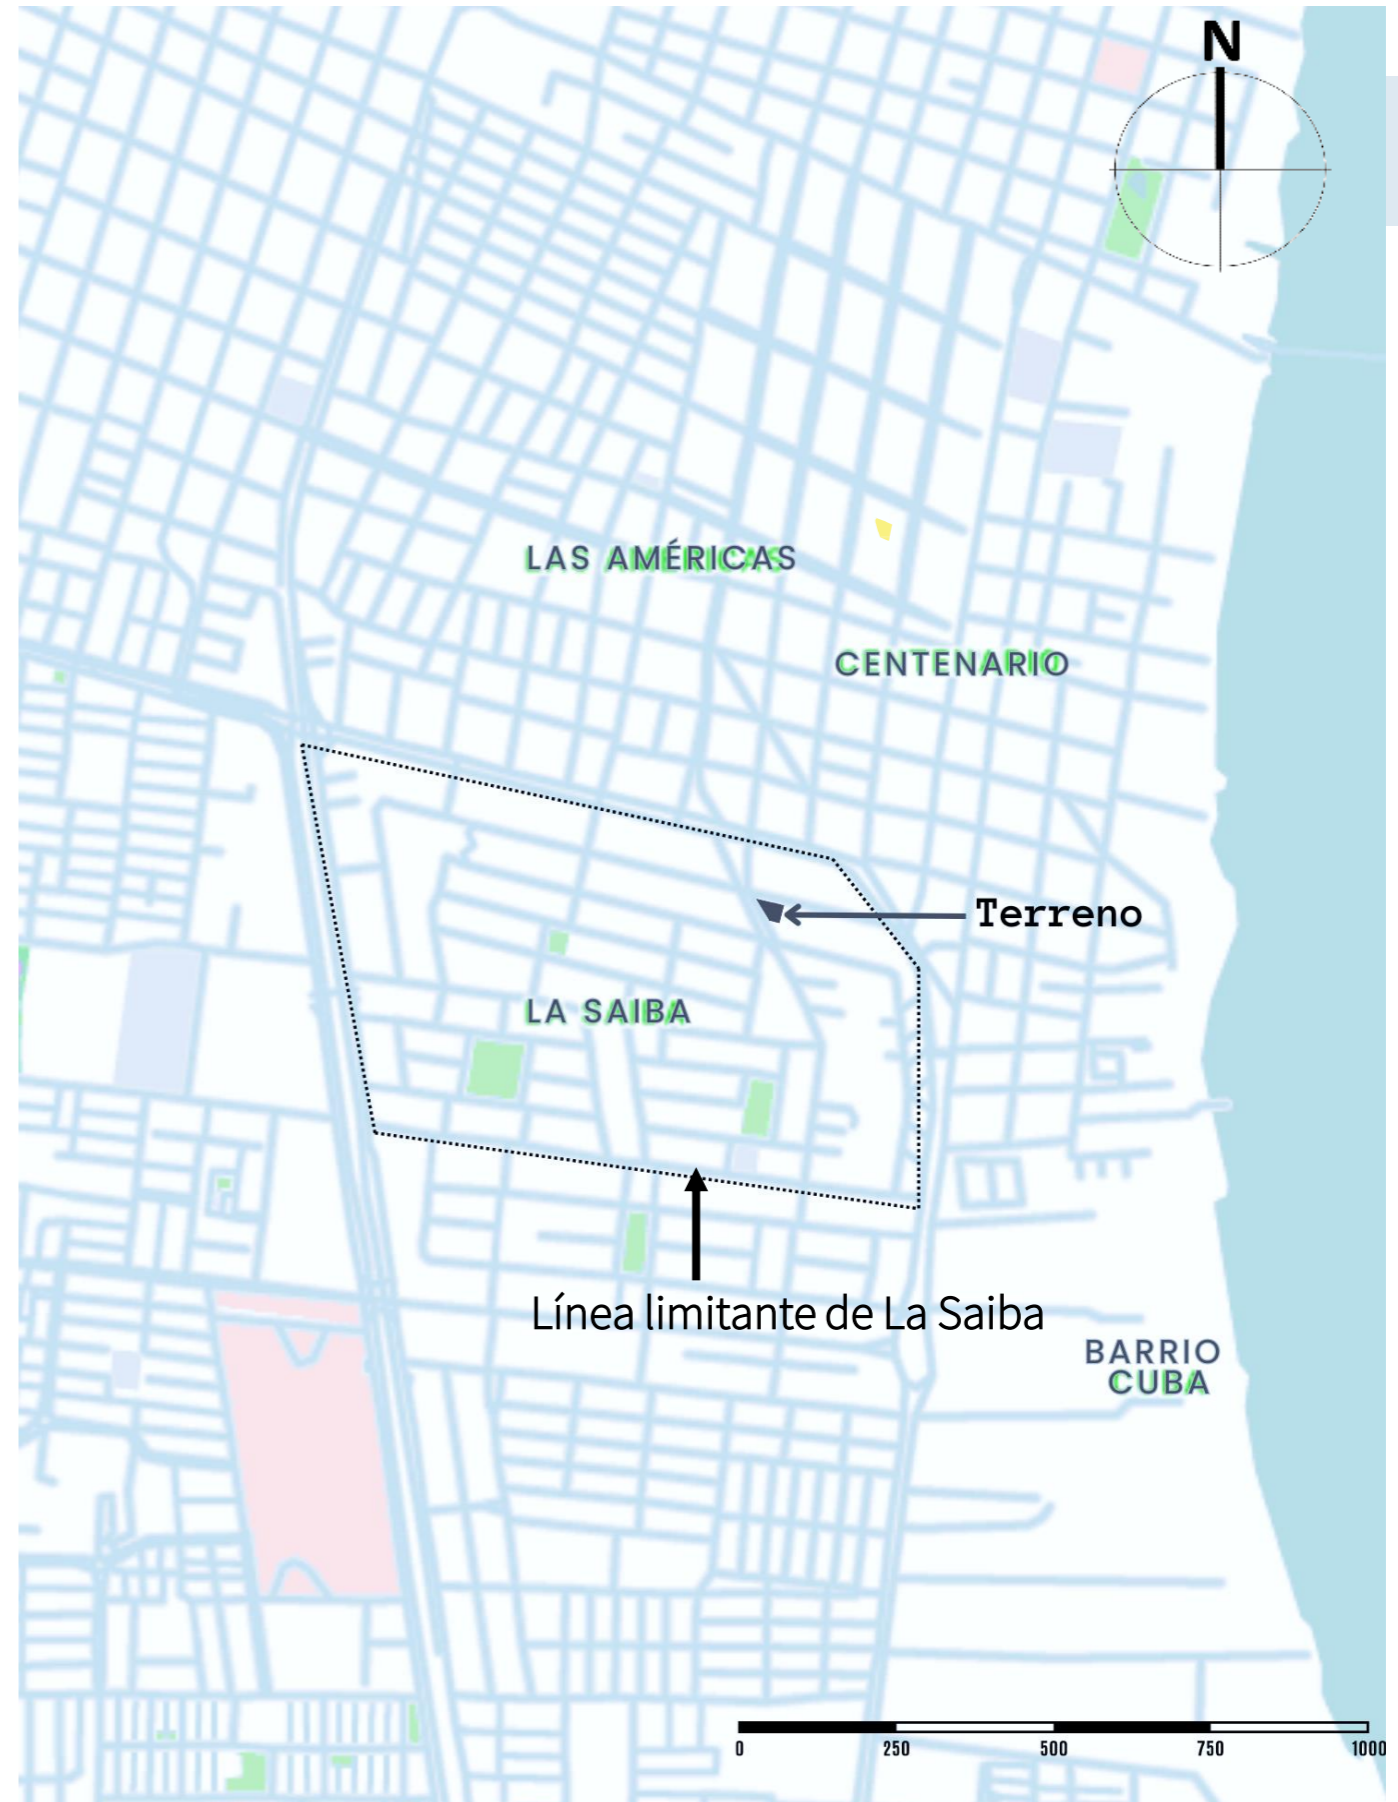 N
LAS AMÉRICAS
CENTENARIO
Terreno
LA SAIBA
Línea limitante de La Saiba
BARRIO
CUBA
0 250 500 750 1000